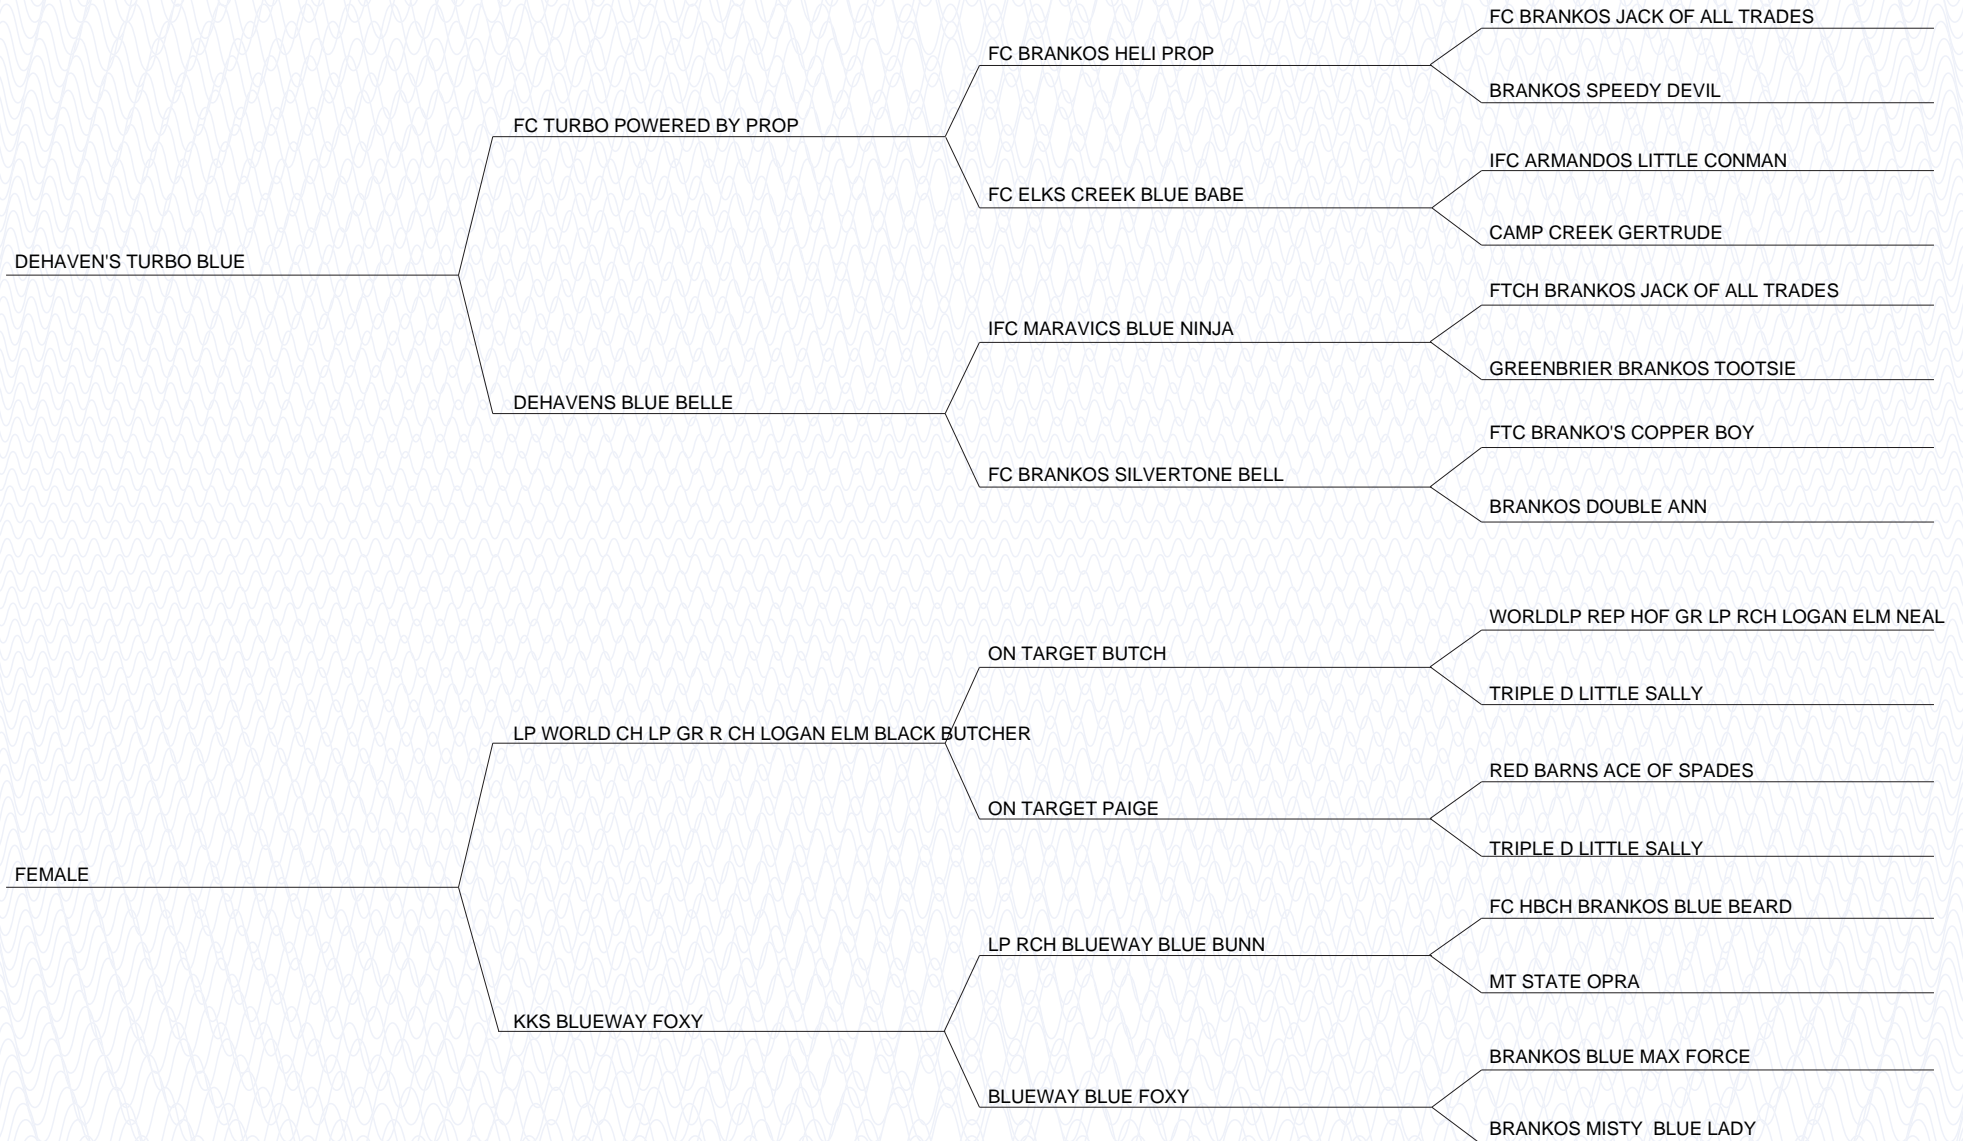 FC BRANKOS JACK OF ALL TRADES
FC BRANKOS HELI PROP
BRANKOS SPEEDY DEVIL
FC TURBO POWERED BY PROP
IFC ARMANDOS LITTLE CONMAN
FC ELKS CREEK BLUE BABE
CAMP CREEK GERTRUDE
DEHAVEN'S TURBO BLUE
FTCH BRANKOS JACK OF ALL TRADES
IFC MARAVICS BLUE NINJA
GREENBRIER BRANKOS TOOTSIE
DEHAVENS BLUE BELLE
FTC BRANKO'S COPPER BOY
FC BRANKOS SILVERTONE BELL
BRANKOS DOUBLE ANN
WORLDLP REP HOF GR LP RCH LOGAN ELM NEAL
ON TARGET BUTCH
TRIPLE D LITTLE SALLY
LP WORLD CH LP GR R CH LOGAN ELM BLACK BUTCHER
RED BARNS ACE OF SPADES
ON TARGET PAIGE
TRIPLE D LITTLE SALLY
FEMALE
FC HBCH BRANKOS BLUE BEARD
LP RCH BLUEWAY BLUE BUNN
MT STATE OPRA
KKS BLUEWAY FOXY
BRANKOS BLUE MAX FORCE
BLUEWAY BLUE FOXY
BRANKOS MISTY  BLUE LADY